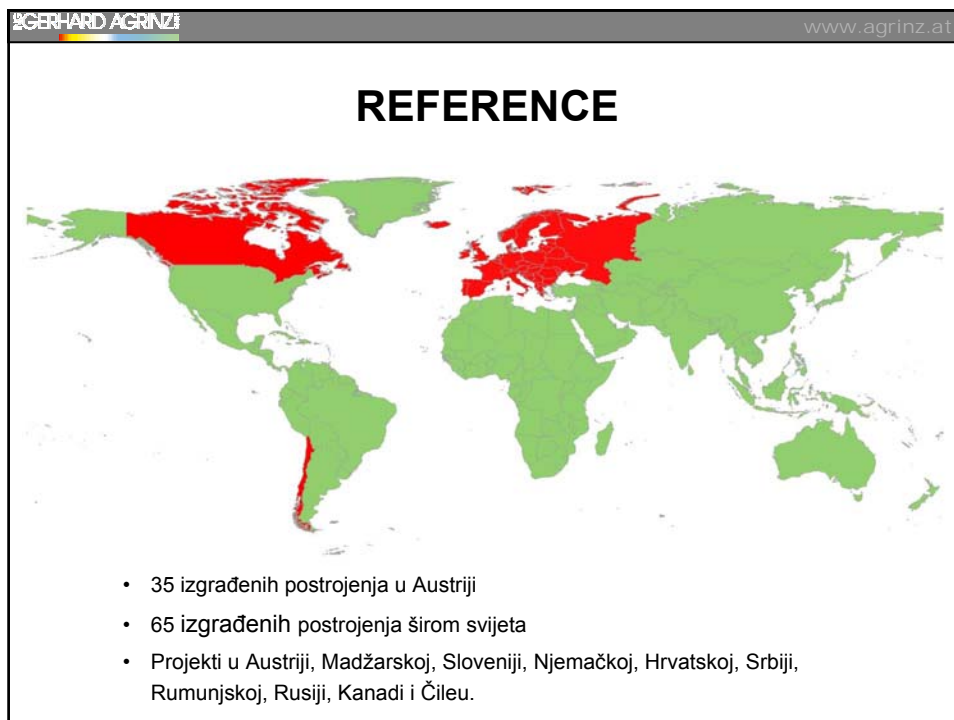 GERHARD AGRINZ
www.agrinz.at
REFERENCE
• 35 izgrađenih postrojenja u Austriji
• 65 izgrađenih postrojenja širom svijeta
• Projekti u Austriji, Madžarskoj, Sloveniji, Njemačkoj, Hrvatskoj, Srbiji,
Rumunjskoj, Rusiji, Kanadi i Čileu.